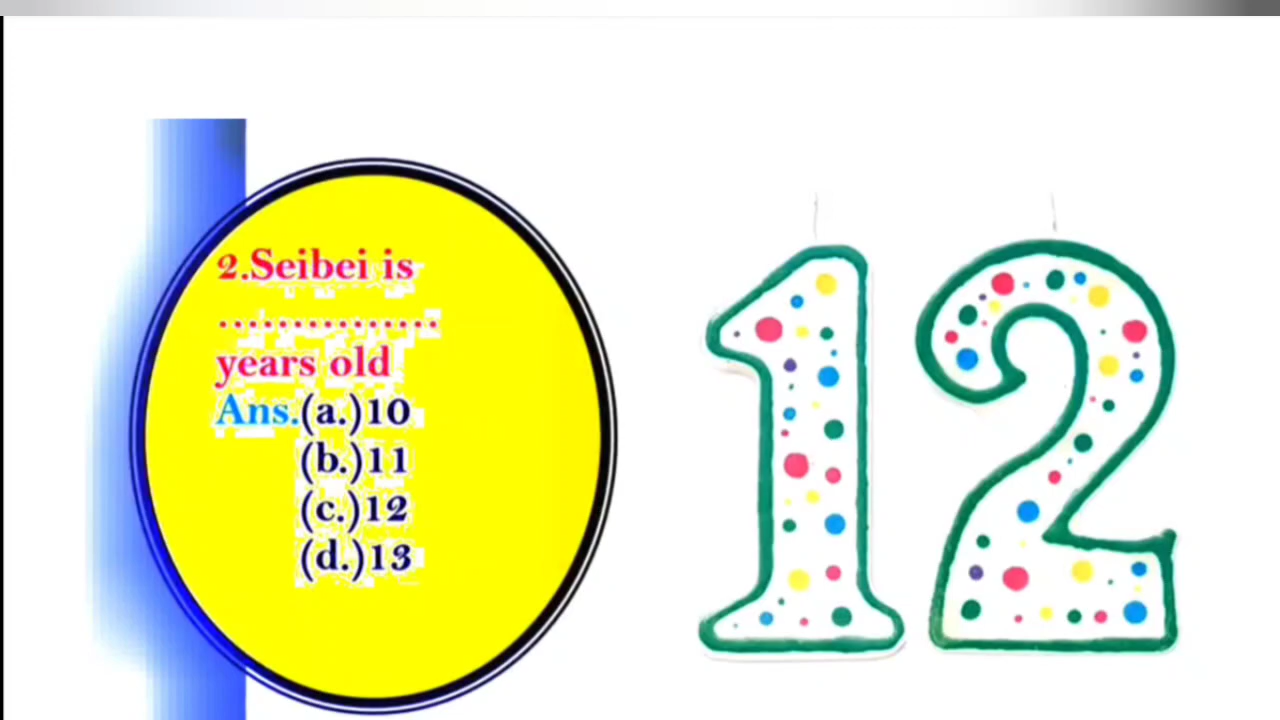 2.Seibei is
...............
years old
Ans.(a.)10
(b.)11
(c.)12
(d.)13
12